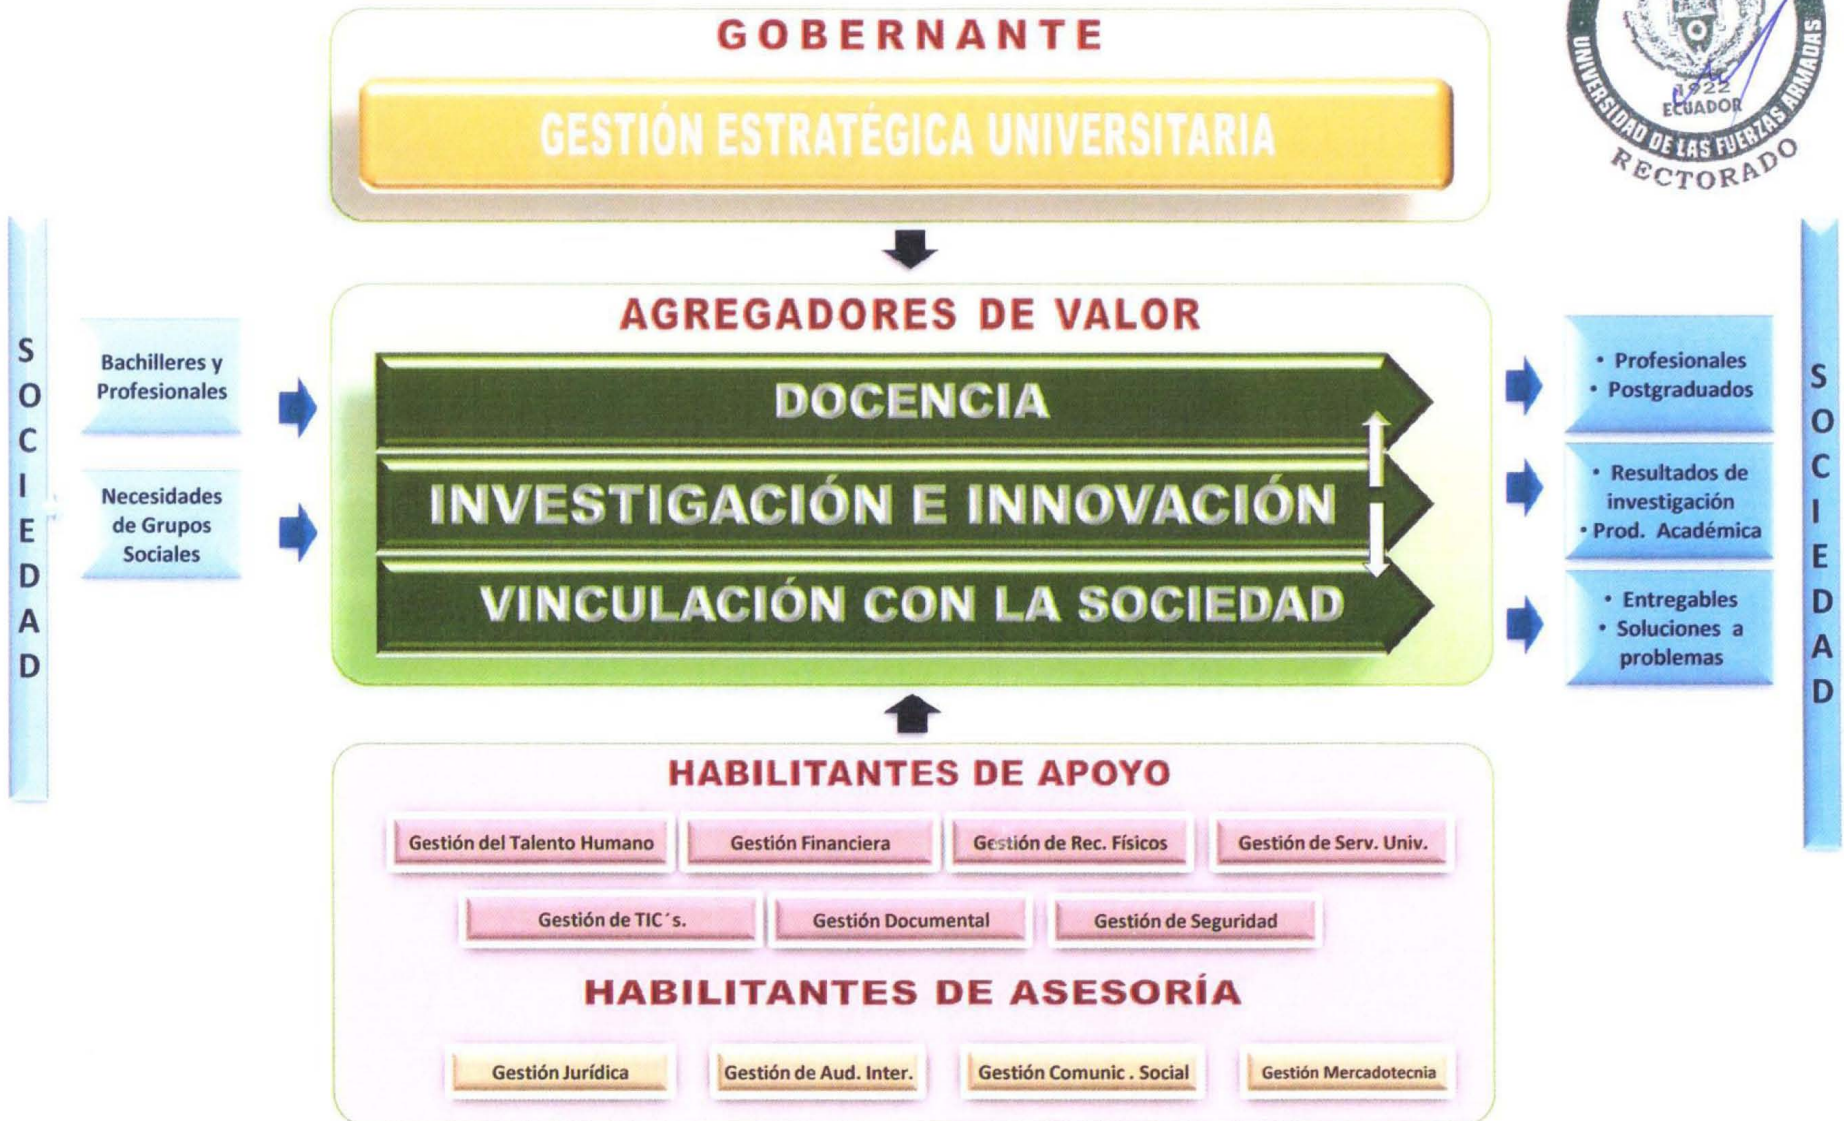 GOBERNANTE
GESTIÓN ESTRATÉGICA UNIVERSITARIA
1922
ECUADOR
UNIVERSIDAD DE LAS FUERZAS ARMADAS
RECTORADO
SOCIEDAD
Bachilleres y
Profesionales
Necesidades
de Grupos
Sociales
AGREGADORES DE VALOR
DOCENCIA
INVESTIGACIÓN E INNOVACIÓN
VINCULACIÓN CON LA SOCIEDAD
• Profesionales
• Postgraduados
• Resultados de
investigación
• Prod. Académica
• Entregables
• Soluciones a
problemas
SOCIEDAD
HABILITANTES DE APOYO
Gestión del Talento Humano
Gestión Financiera
Gestión de Rec. Físicos
Gestión de Serv. Univ.
Gestión de TIC´s.
Gestión Documental
Gestión de Seguridad
HABILITANTES DE ASESORÍA
Gestión Jurídica
Gestión de Aud. Inter.
Gestión Comunic . Social
Gestión Mercadotecnia